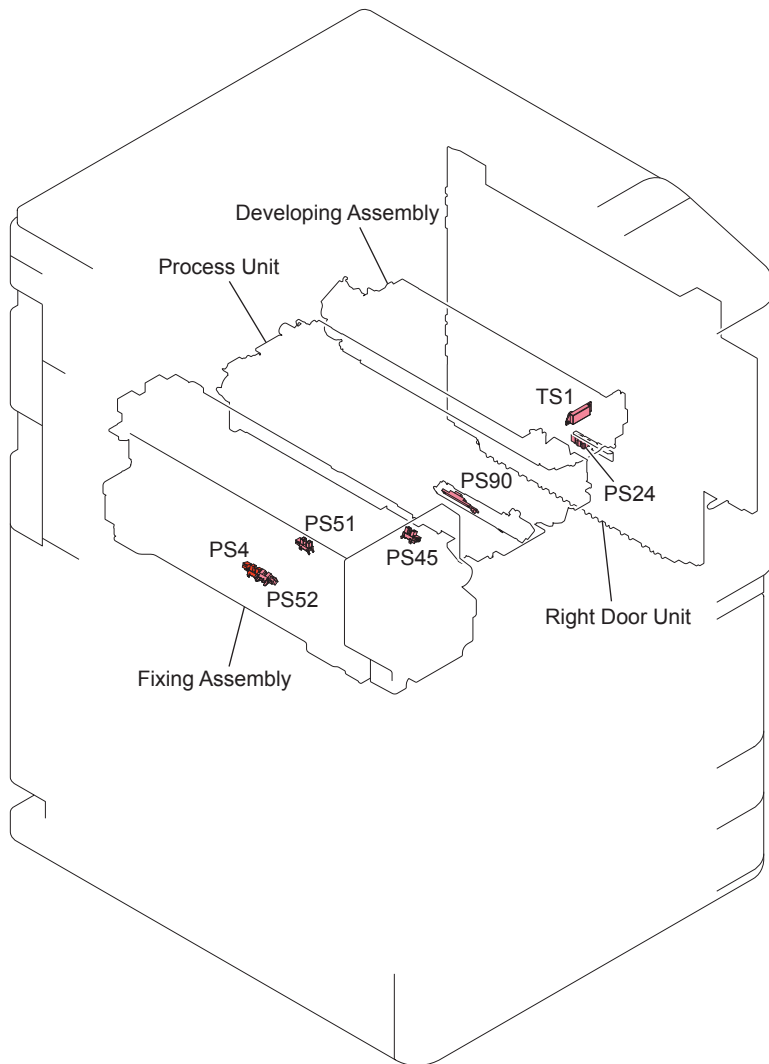 Developing Assembly
Process Unit
TS1
PS24
PS90
PS51
PS45
PS4
PS52
Right Door Unit
Fixing Assembly